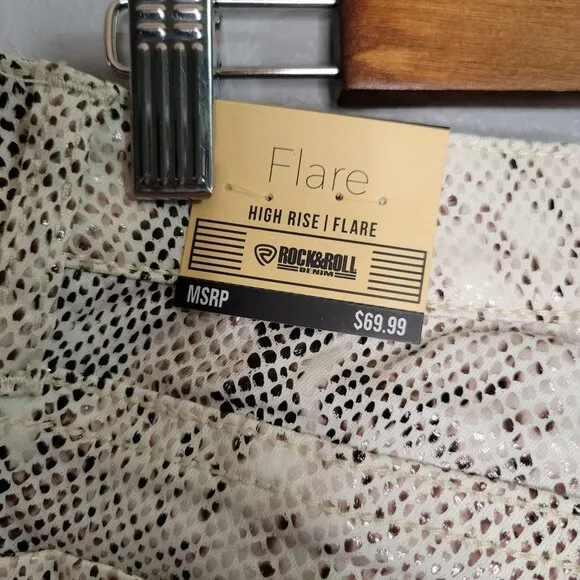 Flare
HIGH RISE | FLARE
ROCK&ROLL
DENIM
MSRP $69.99